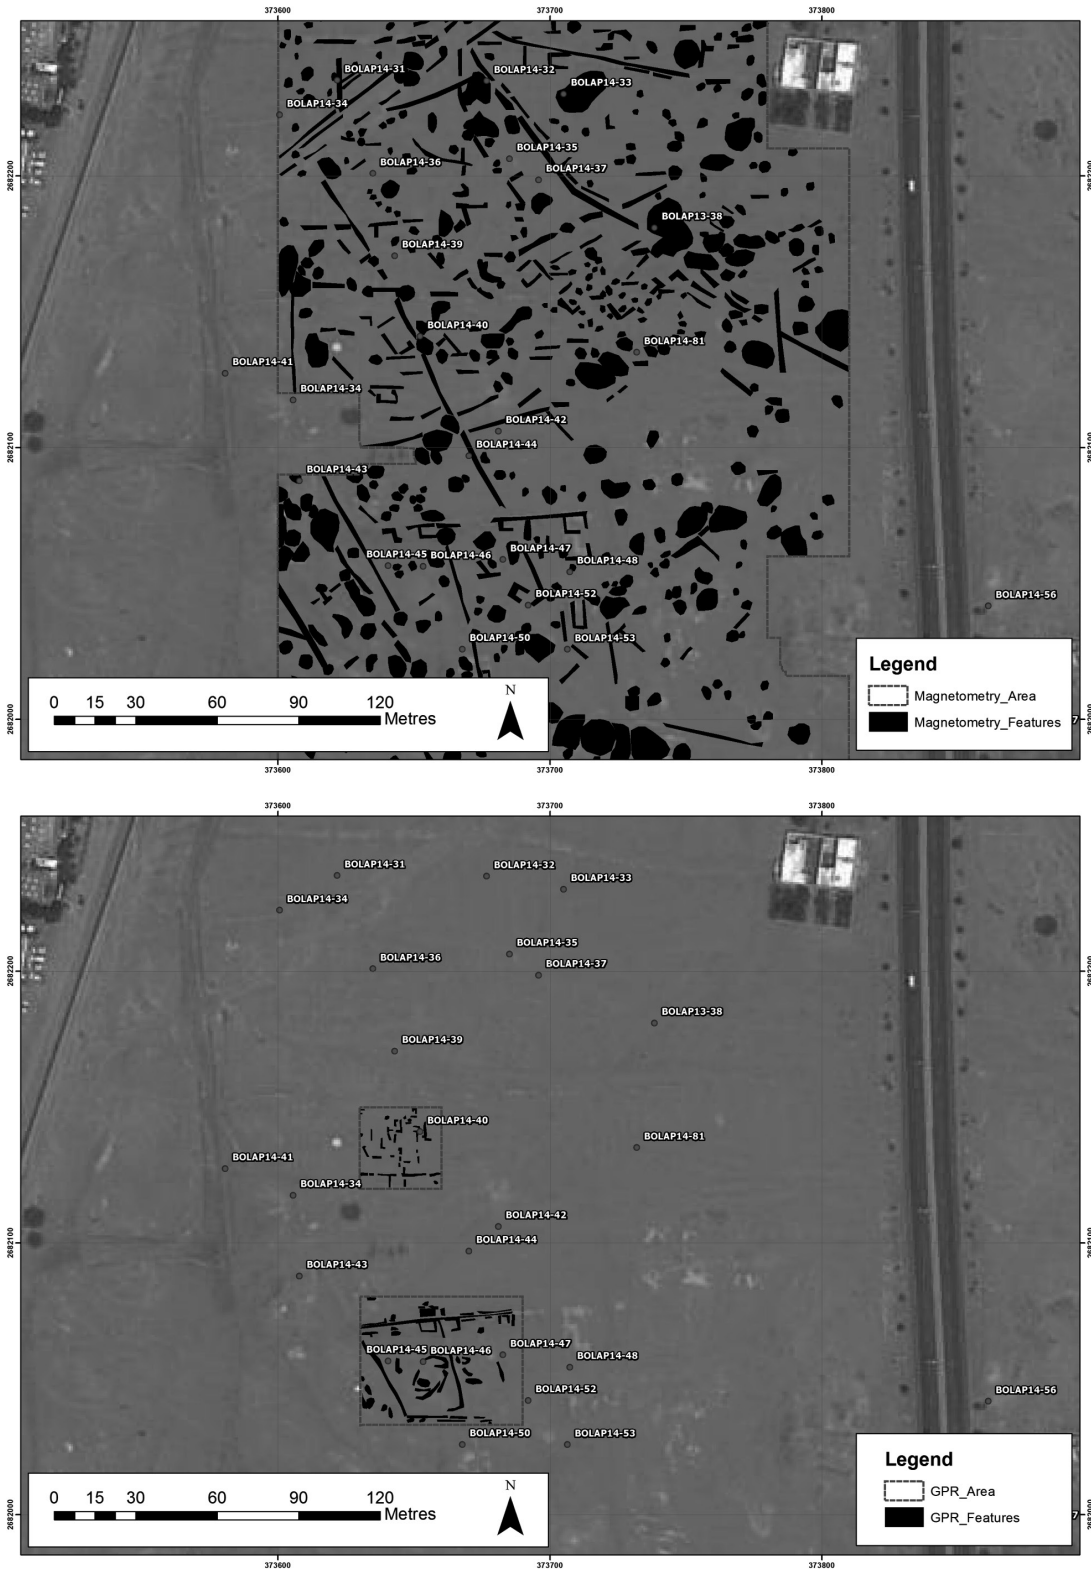 373600 373700 373800
BOLAP14-31
BOLAP14-32
BOLAP14-33
BOLAP14-34
BOLAP14-35
BOLAP14-36
BOLAP14-37
2682200 2682200
BOLAP13-38
BOLAP14-39
BOLAP14-40
BOLAP14-81
BOLAP14-41
BOLAP14-34
BOLAP14-42
BOLAP14-44
2682100 2682100
BOLAP14-43
BOLAP14-45 BOLAP14-46 BOLAP14-47
BOLAP14-48
BOLAP14-52
BOLAP14-56
BOLAP14-50 BOLAP14-53
Legend
Magnetometry_Area
Magnetometry_Features
N
0 15 30 60 90 120
Metres
2682000
7
373600 373700 373800
373600 373700 373800
BOLAP14-31 BOLAP14-32
BOLAP14-33
BOLAP14-34
BOLAP14-35
BOLAP14-36
BOLAP14-37
2682200 2682200
BOLAP13-38
BOLAP14-39
BOLAP14-40
BOLAP14-81
BOLAP14-41
BOLAP14-34
BOLAP14-42
BOLAP14-44
2682100 2682100
BOLAP14-43
BOLAP14-47
BOLAP14-45 BOLAP14-46
BOLAP14-48
BOLAP14-52
BOLAP14-56
BOLAP14-50 BOLAP14-53
Legend
GPR_Area
GPR_Features
N
0 15 30 60 90 120
Metres
2682000
7
373600 373700 373800